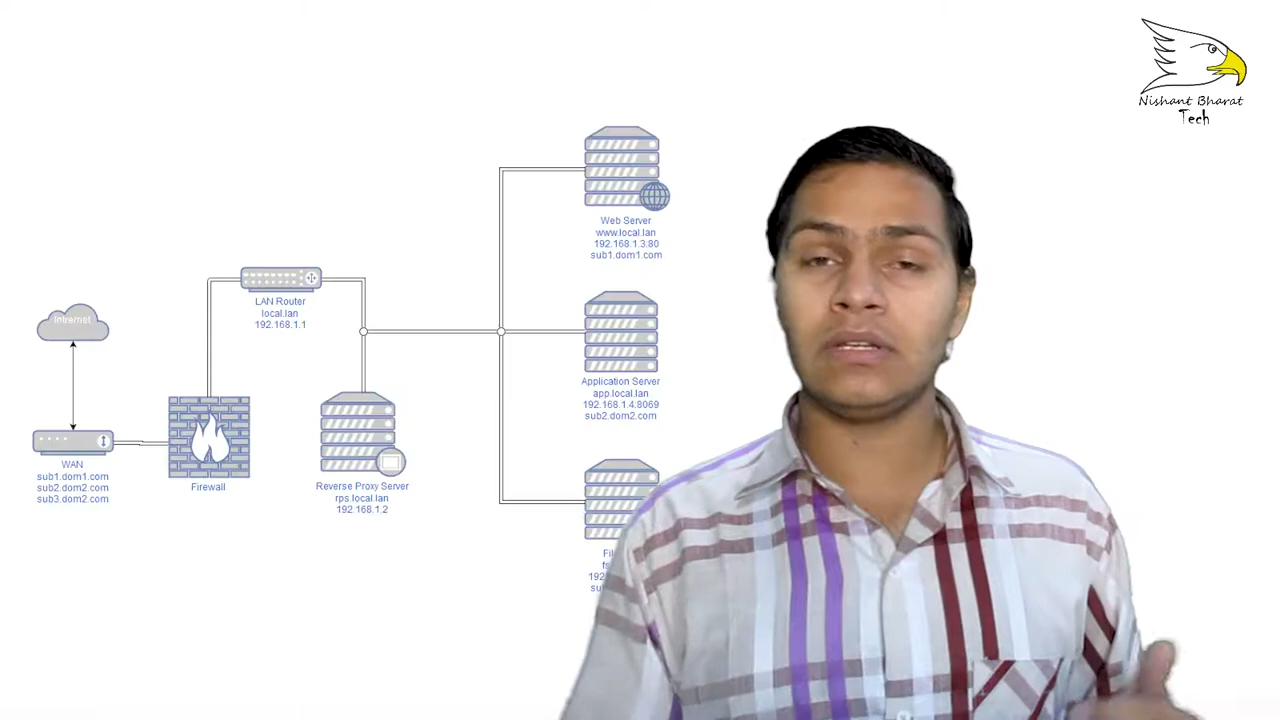 Nishant Bharat
Tech
Web Server
www.local.lan
192.168.1.3:80
sub1.dom1.com
LAN Router
local.lan
192.168.1.1
Internet
Application Server
app.local.lan
192.168.1.4:8069
sub2.dom2.com
WAN
sub1.dom1.com
sub2.dom2.com
sub3.dom2.com
Firewall
Reverse Proxy Server
rps.local.lan
192.168.1.2